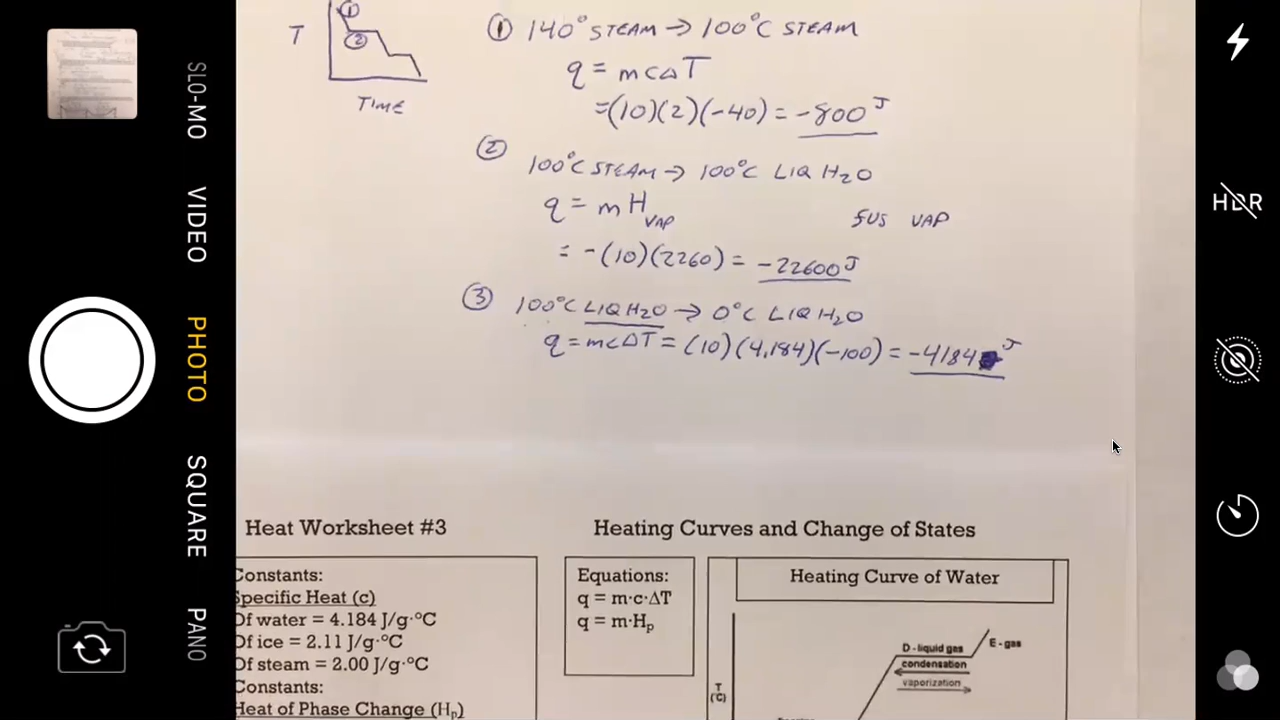 SLO-MO
VIDEO
PHOTO
SQUARE
PANO
HDR
T
①
②
TIME
① 140° STEAM → 100°C STEAM
q = mcΔT
=(10)(2)(-40) = -800 J
②
100°C STEAM → 100°C LIQ H₂O
q = m H VAP
FUS VAP
= -(10)(2260) = -22600 J
③ 100°C LIQ H₂O → 0°C LIQ H₂O
q = mcΔT = (10)(4.184)(-100) = -4184 J
Heat Worksheet #3
Heating Curves and Change of States
Constants:
Specific Heat (c)
Of water = 4.184 J/g·°C
Of ice = 2.11 J/g·°C
Of steam = 2.00 J/g·°C
Constants:
Heat of Phase Change (Hₚ)
Equations:
q = m·c·ΔT
q = m·Hₚ
Heating Curve of Water
D - liquid gas
E - gas
condensation
vaporization
T
(°C)